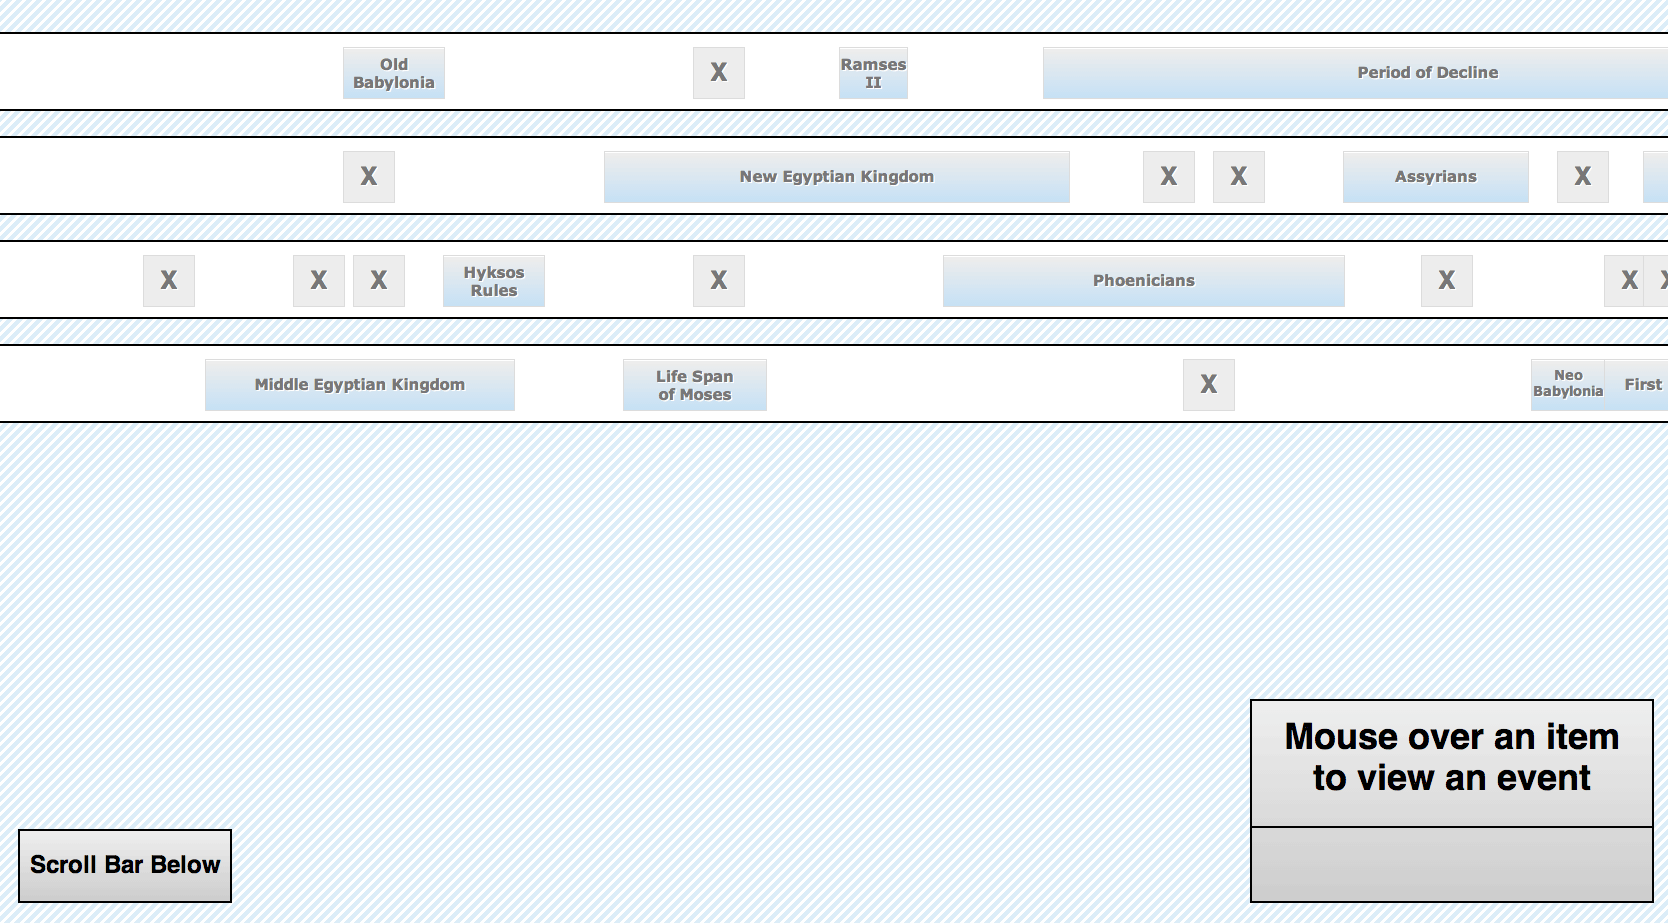 Old
Babylonia
X
Ramses
II
Period of Decline
X
New Egyptian Kingdom
X
X
Assyrians
X
X
X
X
Hyksos
Rules
X
Phoenicians
X
X
X
Middle Egyptian Kingdom
Life Span
of Moses
X
Neo
Babylonia
First
Mouse over an item
to view an event
Scroll Bar Below